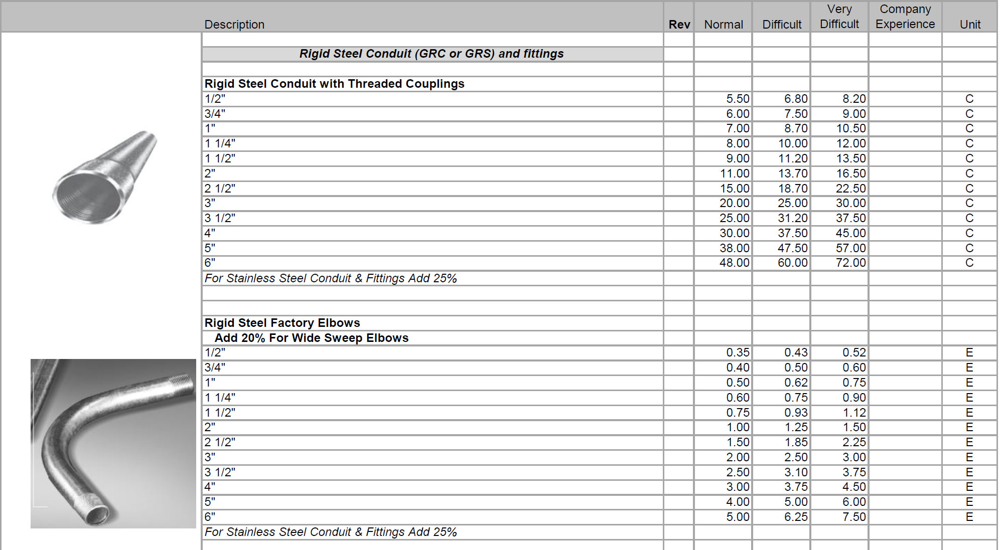 Description Rev Normal Difficult Very Difficult Company Experience Unit
Rigid Steel Conduit (GRC or GRS) and fittings
Rigid Steel Conduit with Threaded Couplings
1/2" 5.50 6.80 8.20 C
3/4" 6.00 7.50 9.00 C
1" 7.00 8.70 10.50 C
1 1/4" 8.00 10.00 12.00 C
1 1/2" 9.00 11.20 13.50 C
2" 11.00 13.70 16.50 C
2 1/2" 15.00 18.70 22.50 C
3" 20.00 25.00 30.00 C
3 1/2" 25.00 31.20 37.50 C
4" 30.00 37.50 45.00 C
5" 38.00 47.50 57.00 C
6" 48.00 60.00 72.00 C
For Stainless Steel Conduit & Fittings Add 25%
Rigid Steel Factory Elbows
Add 20% For Wide Sweep Elbows
1/2" 0.35 0.43 0.52 E
3/4" 0.40 0.50 0.60 E
1" 0.50 0.62 0.75 E
1 1/4" 0.60 0.75 0.90 E
1 1/2" 0.75 0.93 1.12 E
2" 1.00 1.25 1.50 E
2 1/2" 1.50 1.85 2.25 E
3" 2.00 2.50 3.00 E
3 1/2" 2.50 3.10 3.75 E
4" 3.00 3.75 4.50 E
5" 4.00 5.00 6.00 E
6" 5.00 6.25 7.50 E
For Stainless Steel Conduit & Fittings Add 25%